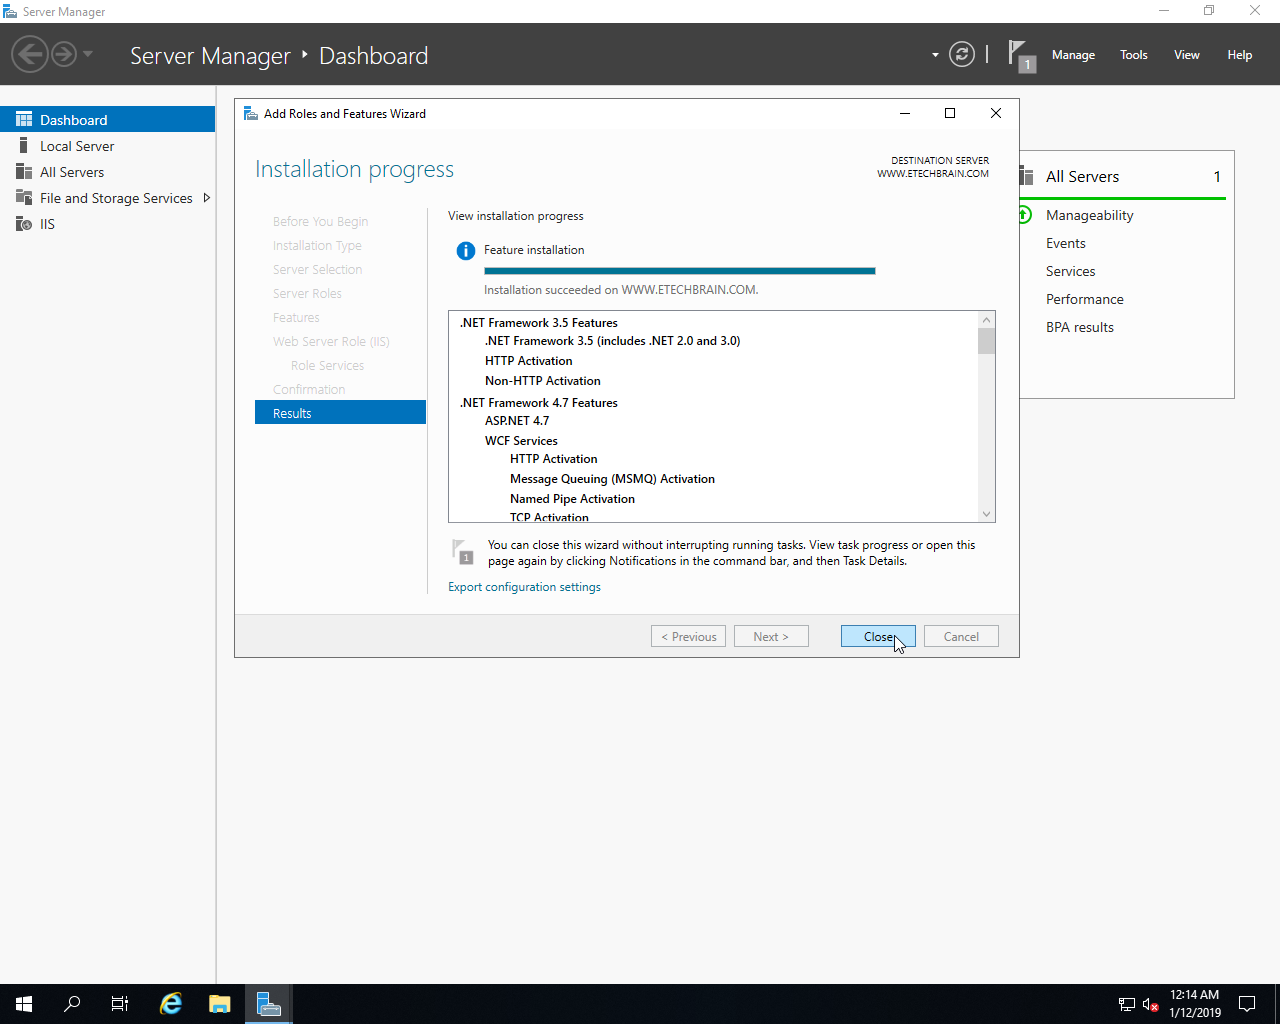 Server Manager
Server Manager ‣ Dashboard
1
Manage
Tools
View
Help
Dashboard
Local Server
All Servers
File and Storage Services
IIS
Add Roles and Features Wizard
Installation progress
DESTINATION SERVER
WWW.ETECHBRAIN.COM
Before You Begin
Installation Type
Server Selection
Server Roles
Features
Web Server Role (IIS)
Role Services
Confirmation
Results
View installation progress
Feature installation
Installation succeeded on WWW.ETECHBRAIN.COM.
.NET Framework 3.5 Features
.NET Framework 3.5 (includes .NET 2.0 and 3.0)
HTTP Activation
Non-HTTP Activation
.NET Framework 4.7 Features
ASP.NET 4.7
WCF Services
HTTP Activation
Message Queuing (MSMQ) Activation
Named Pipe Activation
TCP Activation
1
You can close this wizard without interrupting running tasks. View task progress or open this
page again by clicking Notifications in the command bar, and then Task Details.
Export configuration settings
< Previous
Next >
Close
Cancel
All Servers 1
Manageability
Events
Services
Performance
BPA results
12:14 AM
1/12/2019